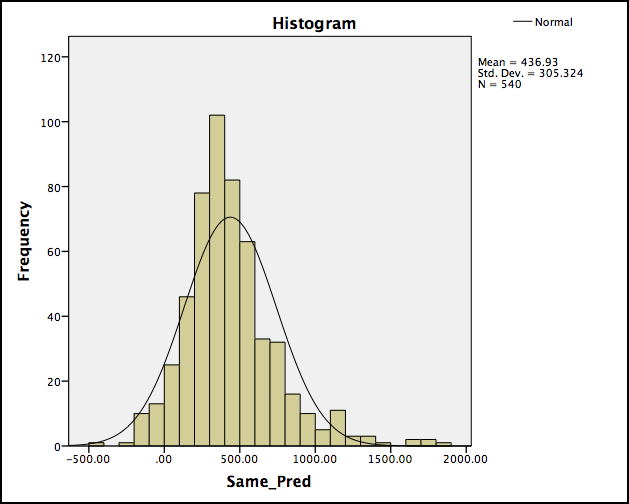 Histogram
Normal
Mean = 436.93
Std. Dev. = 305.324
N = 540
Frequency
120
100
80
60
40
20
0
-500.00 .00 500.00 1000.00 1500.00 2000.00
Same_Pred